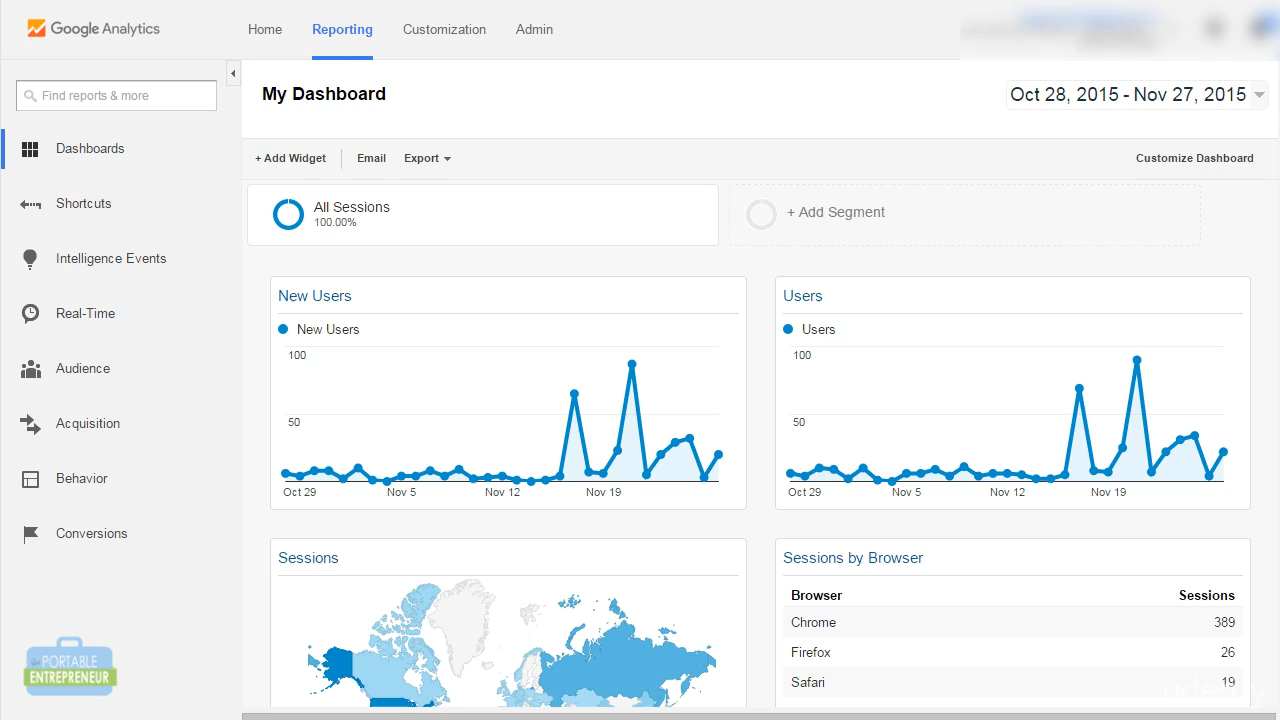 Google Analytics
Home
Reporting
Customization
Admin
Find reports & more
My Dashboard
Oct 28, 2015 - Nov 27, 2015
Dashboards
Shortcuts
Intelligence Events
Real-Time
Audience
Acquisition
Behavior
Conversions
+ Add Widget
Email
Export
Customize Dashboard
All Sessions
100.00%
+ Add Segment
New Users
New Users
100
50
Oct 29
Nov 5
Nov 12
Nov 19
Users
Users
100
50
Oct 29
Nov 5
Nov 12
Nov 19
Sessions
Sessions by Browser
Browser Sessions
Chrome 389
Firefox 26
Safari 19
the PORTABLE
ENTREPRENEUR
udemy